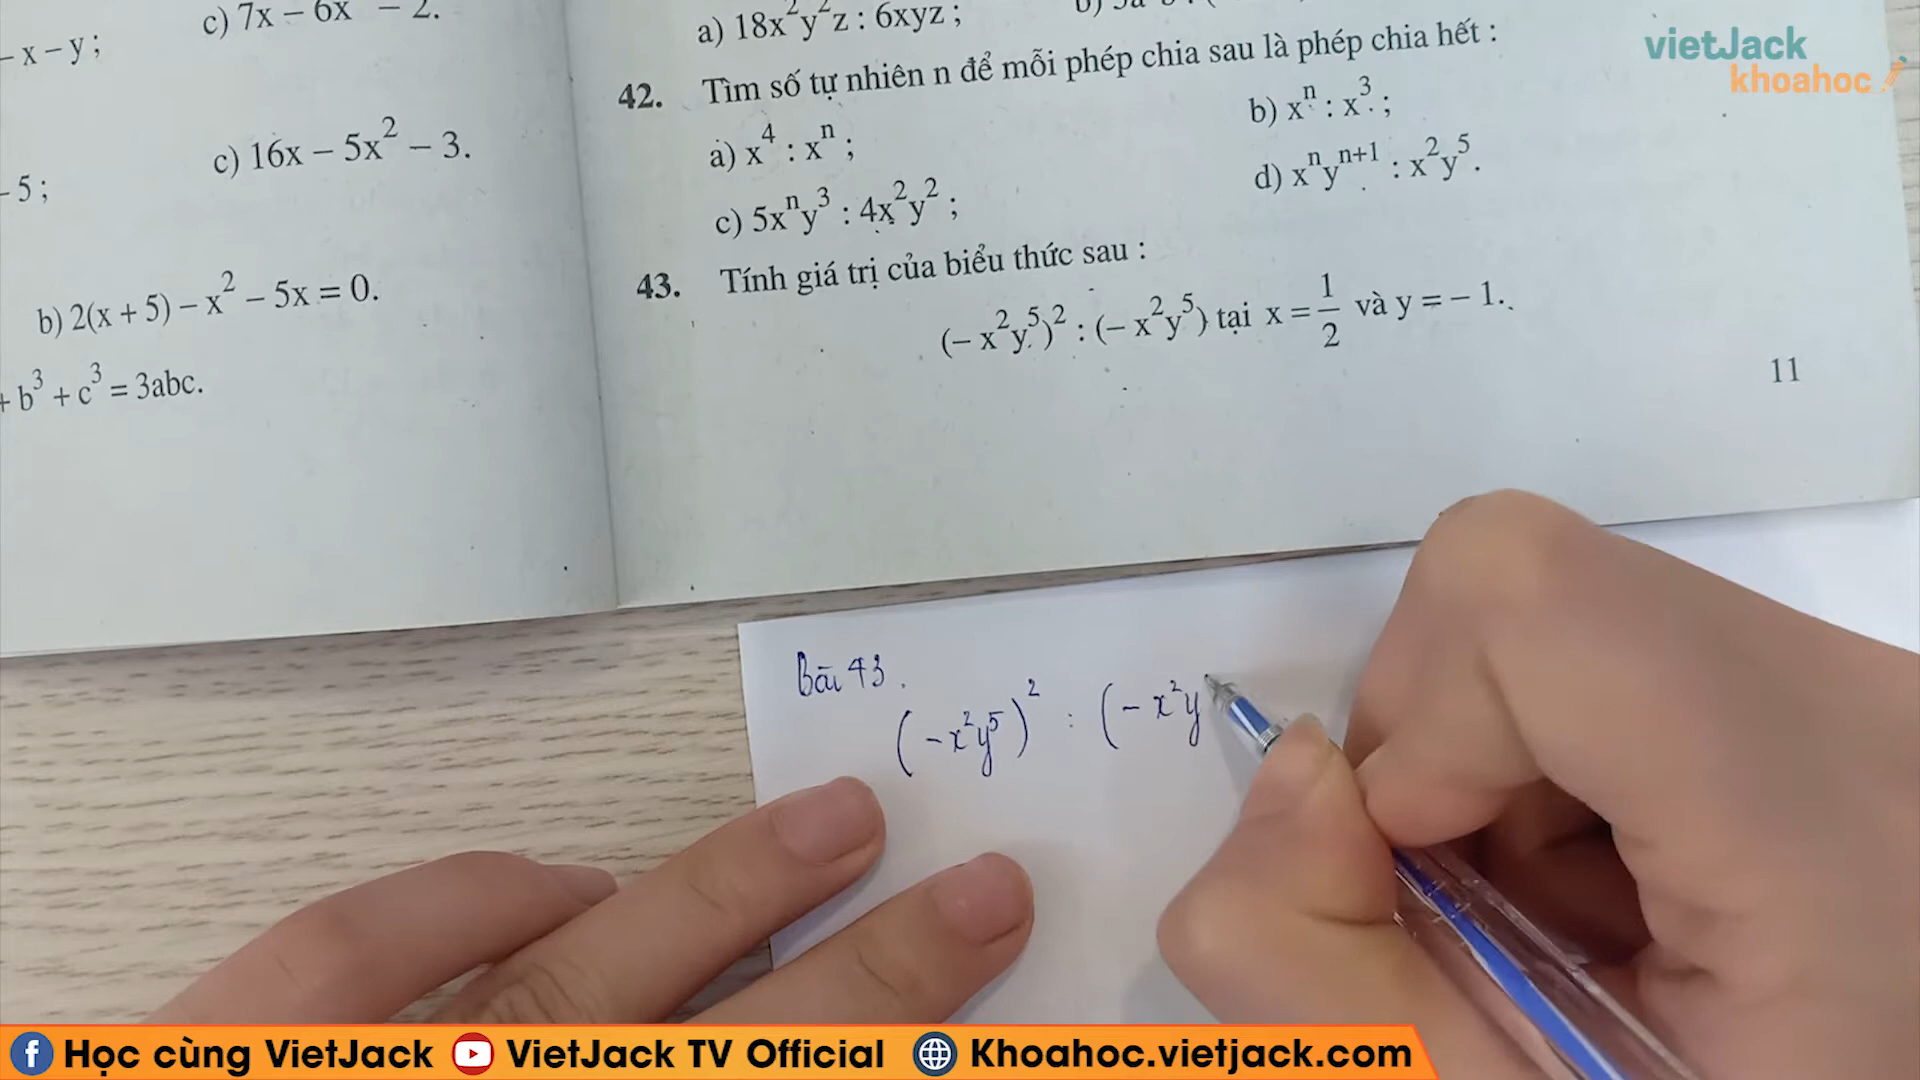 – x – y ;
c) 7x – 6x – 2.
– 5 ;
c) 16x – 5x² – 3.
b) 2(x + 5) – x² – 5x = 0.
+ b³ + c³ = 3abc.
a) 18x²y²z : 6xyz ;
42. Tìm số tự nhiên n để mỗi phép chia sau là phép chia hết :
a) x⁴ : xⁿ ;
b) xⁿ : x³ ;
c) 5xⁿy³ : 4x²y² ;
d) xⁿyⁿ⁺¹ : x²y⁵.
43. Tính giá trị của biểu thức sau :
(– x²y⁵)² : (– x²y⁵) tại x = 1/2 và y = – 1.
11
vietJack
khoahoc
Bài 43.
(-x²y⁵)² : (-x²y
Học cùng VietJack VietJack TV Official Khoahoc.vietjack.com